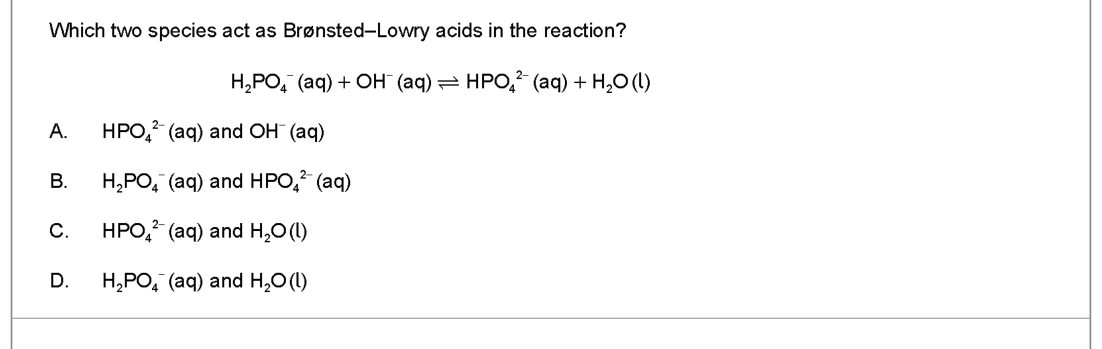 Which two species act as Brønsted–Lowry acids in the reaction?
H₂PO₄⁻ (aq) + OH⁻ (aq) ⇌ HPO₄²⁻ (aq) + H₂O (l)
A. HPO₄²⁻ (aq) and OH⁻ (aq)
B. H₂PO₄⁻ (aq) and HPO₄²⁻ (aq)
C. HPO₄²⁻ (aq) and H₂O (l)
D. H₂PO₄⁻ (aq) and H₂O (l)